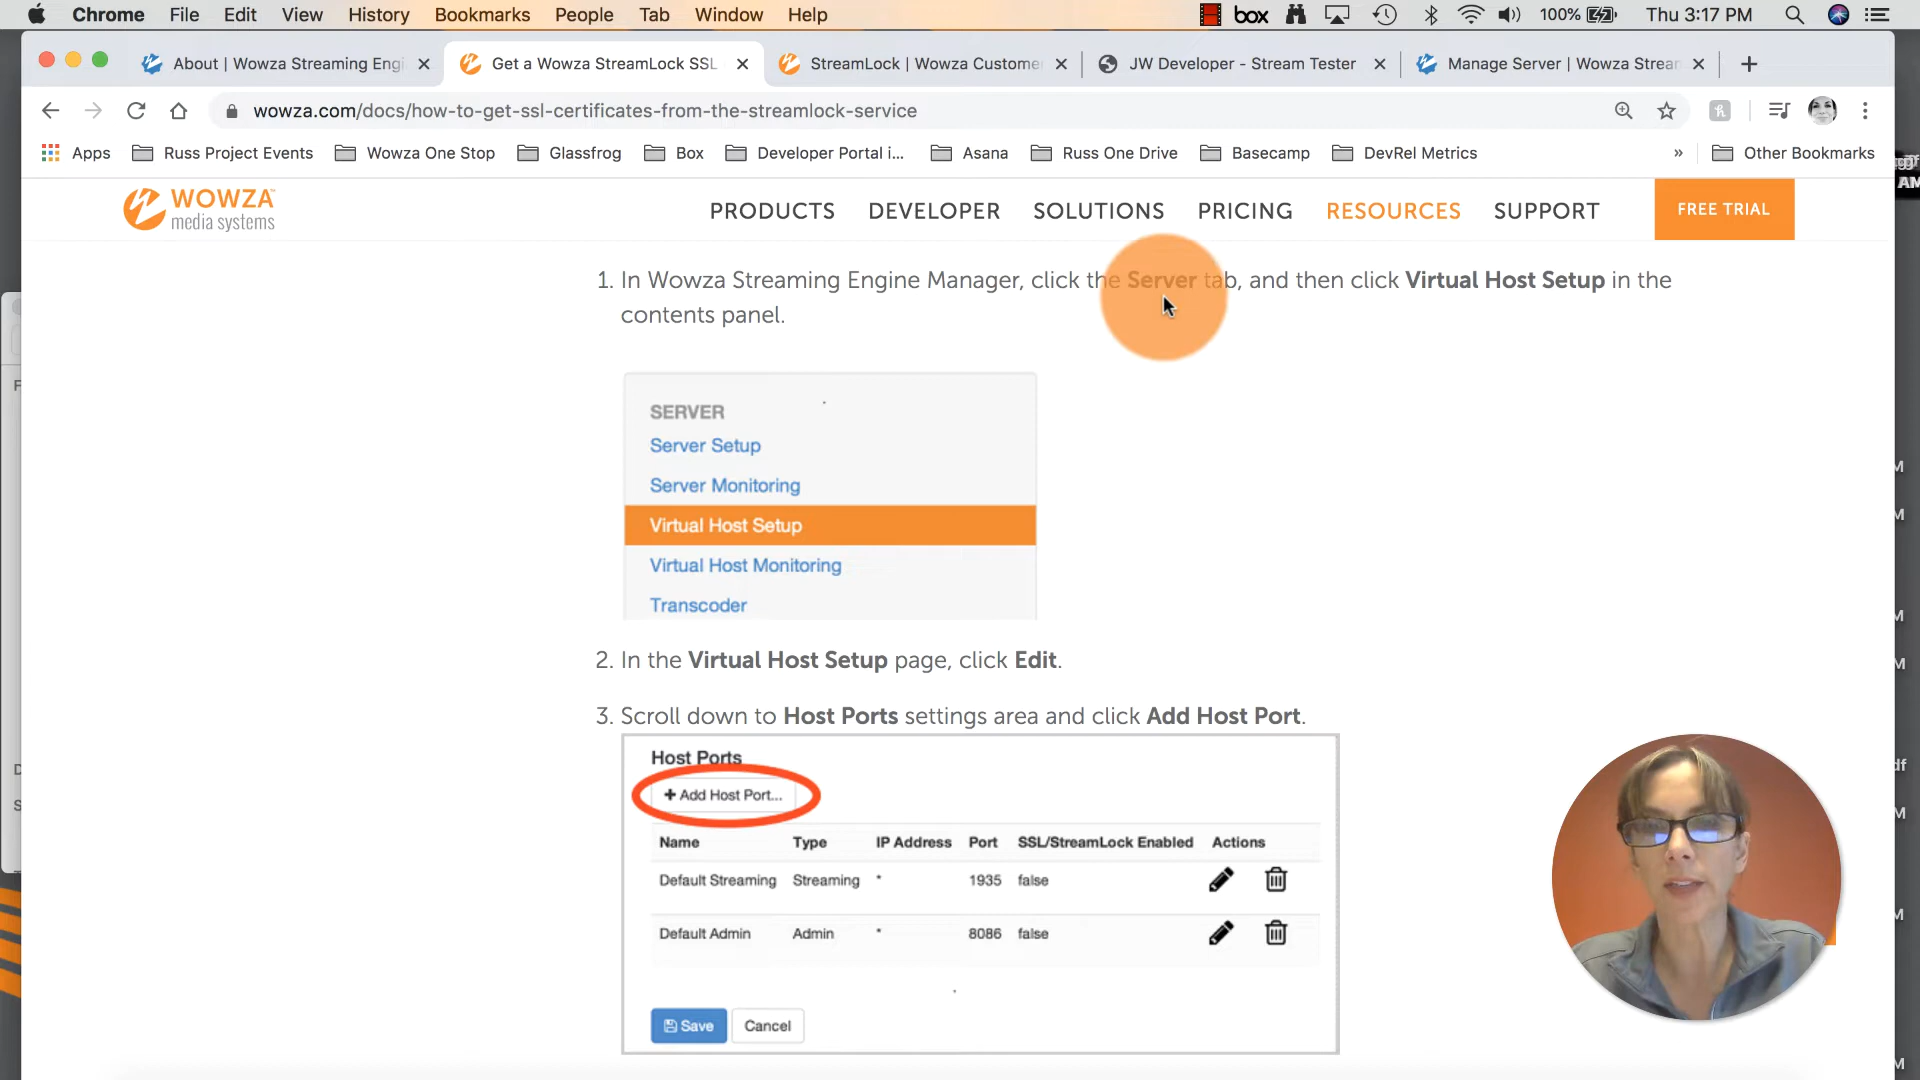 Chrome File Edit View History Bookmarks People Tab Window Help box 100% Thu 3:17 PM
About | Wowza Streaming Engi Get a Wowza StreamLock SSL StreamLock | Wowza Custome JW Developer - Stream Tester Manage Server | Wowza Strea
wowza.com/docs/how-to-get-ssl-certificates-from-the-streamlock-service
Apps Russ Project Events Wowza One Stop Glassfrog Box Developer Portal i... Asana Russ One Drive Basecamp DevRel Metrics » Other Bookmarks
WOWZA
media systems
PRODUCTS DEVELOPER SOLUTIONS PRICING RESOURCES SUPPORT FREE TRIAL
1. In Wowza Streaming Engine Manager, click the Server tab, and then click Virtual Host Setup in the
contents panel.
SERVER
Server Setup
Server Monitoring
Virtual Host Setup
Virtual Host Monitoring
Transcoder
2. In the Virtual Host Setup page, click Edit.
3. Scroll down to Host Ports settings area and click Add Host Port.
Host Ports
+ Add Host Port...
Name Type IP Address Port SSL/StreamLock Enabled Actions
Default Streaming Streaming * 1935 false
Default Admin Admin * 8086 false
Save Cancel